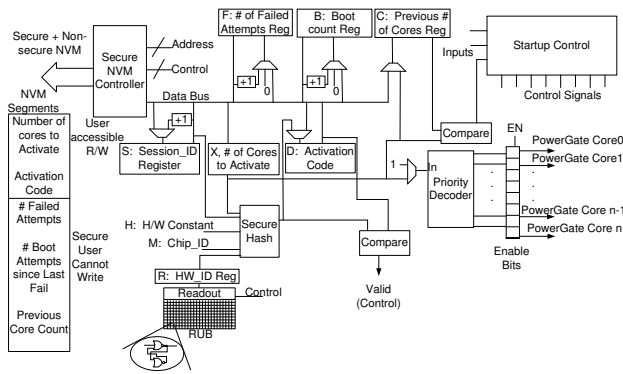 F: # of Failed
Attempts Reg
B: Boot
count Reg
C: Previous #
of Cores Reg
Startup Control
Inputs
Control Signals
Secure + Non-
secure NVM
Secure
NVM
Controller
Address
Control
+1
0
+1
0
NVM
Segments
Data Bus
User
accessible
R/W
+1
Number of
cores to
Activate
Activation
Code
# Failed
Attempts
# Boot
Attempts
since Last
Fail
Previous
Core Count
Secure
User
Cannot
Write
S: Session_ID
Register
X, # of Cores
to Activate
D: Activation
Code
Compare
1
In
Priority
Decoder
EN
PowerGate Core0
PowerGate Core1
PowerGate Core n-1
PowerGate Core n
Enable
Bits
H: H/W Constant
M: Chip_ID
Secure
Hash
Compare
Valid
(Control)
R: HW_ID Reg
Readout
Control
RUB